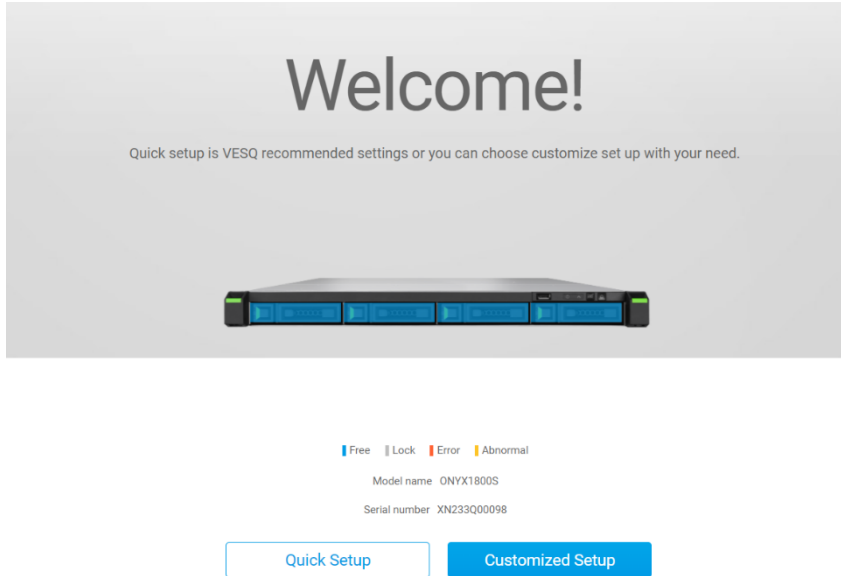 Welcome!
Quick setup is VESQ recommended settings or you can choose customize set up with your need.
Free Lock Error Abnormal
Model name ONYX1800S
Serial number XN233Q00098
Quick Setup Customized Setup